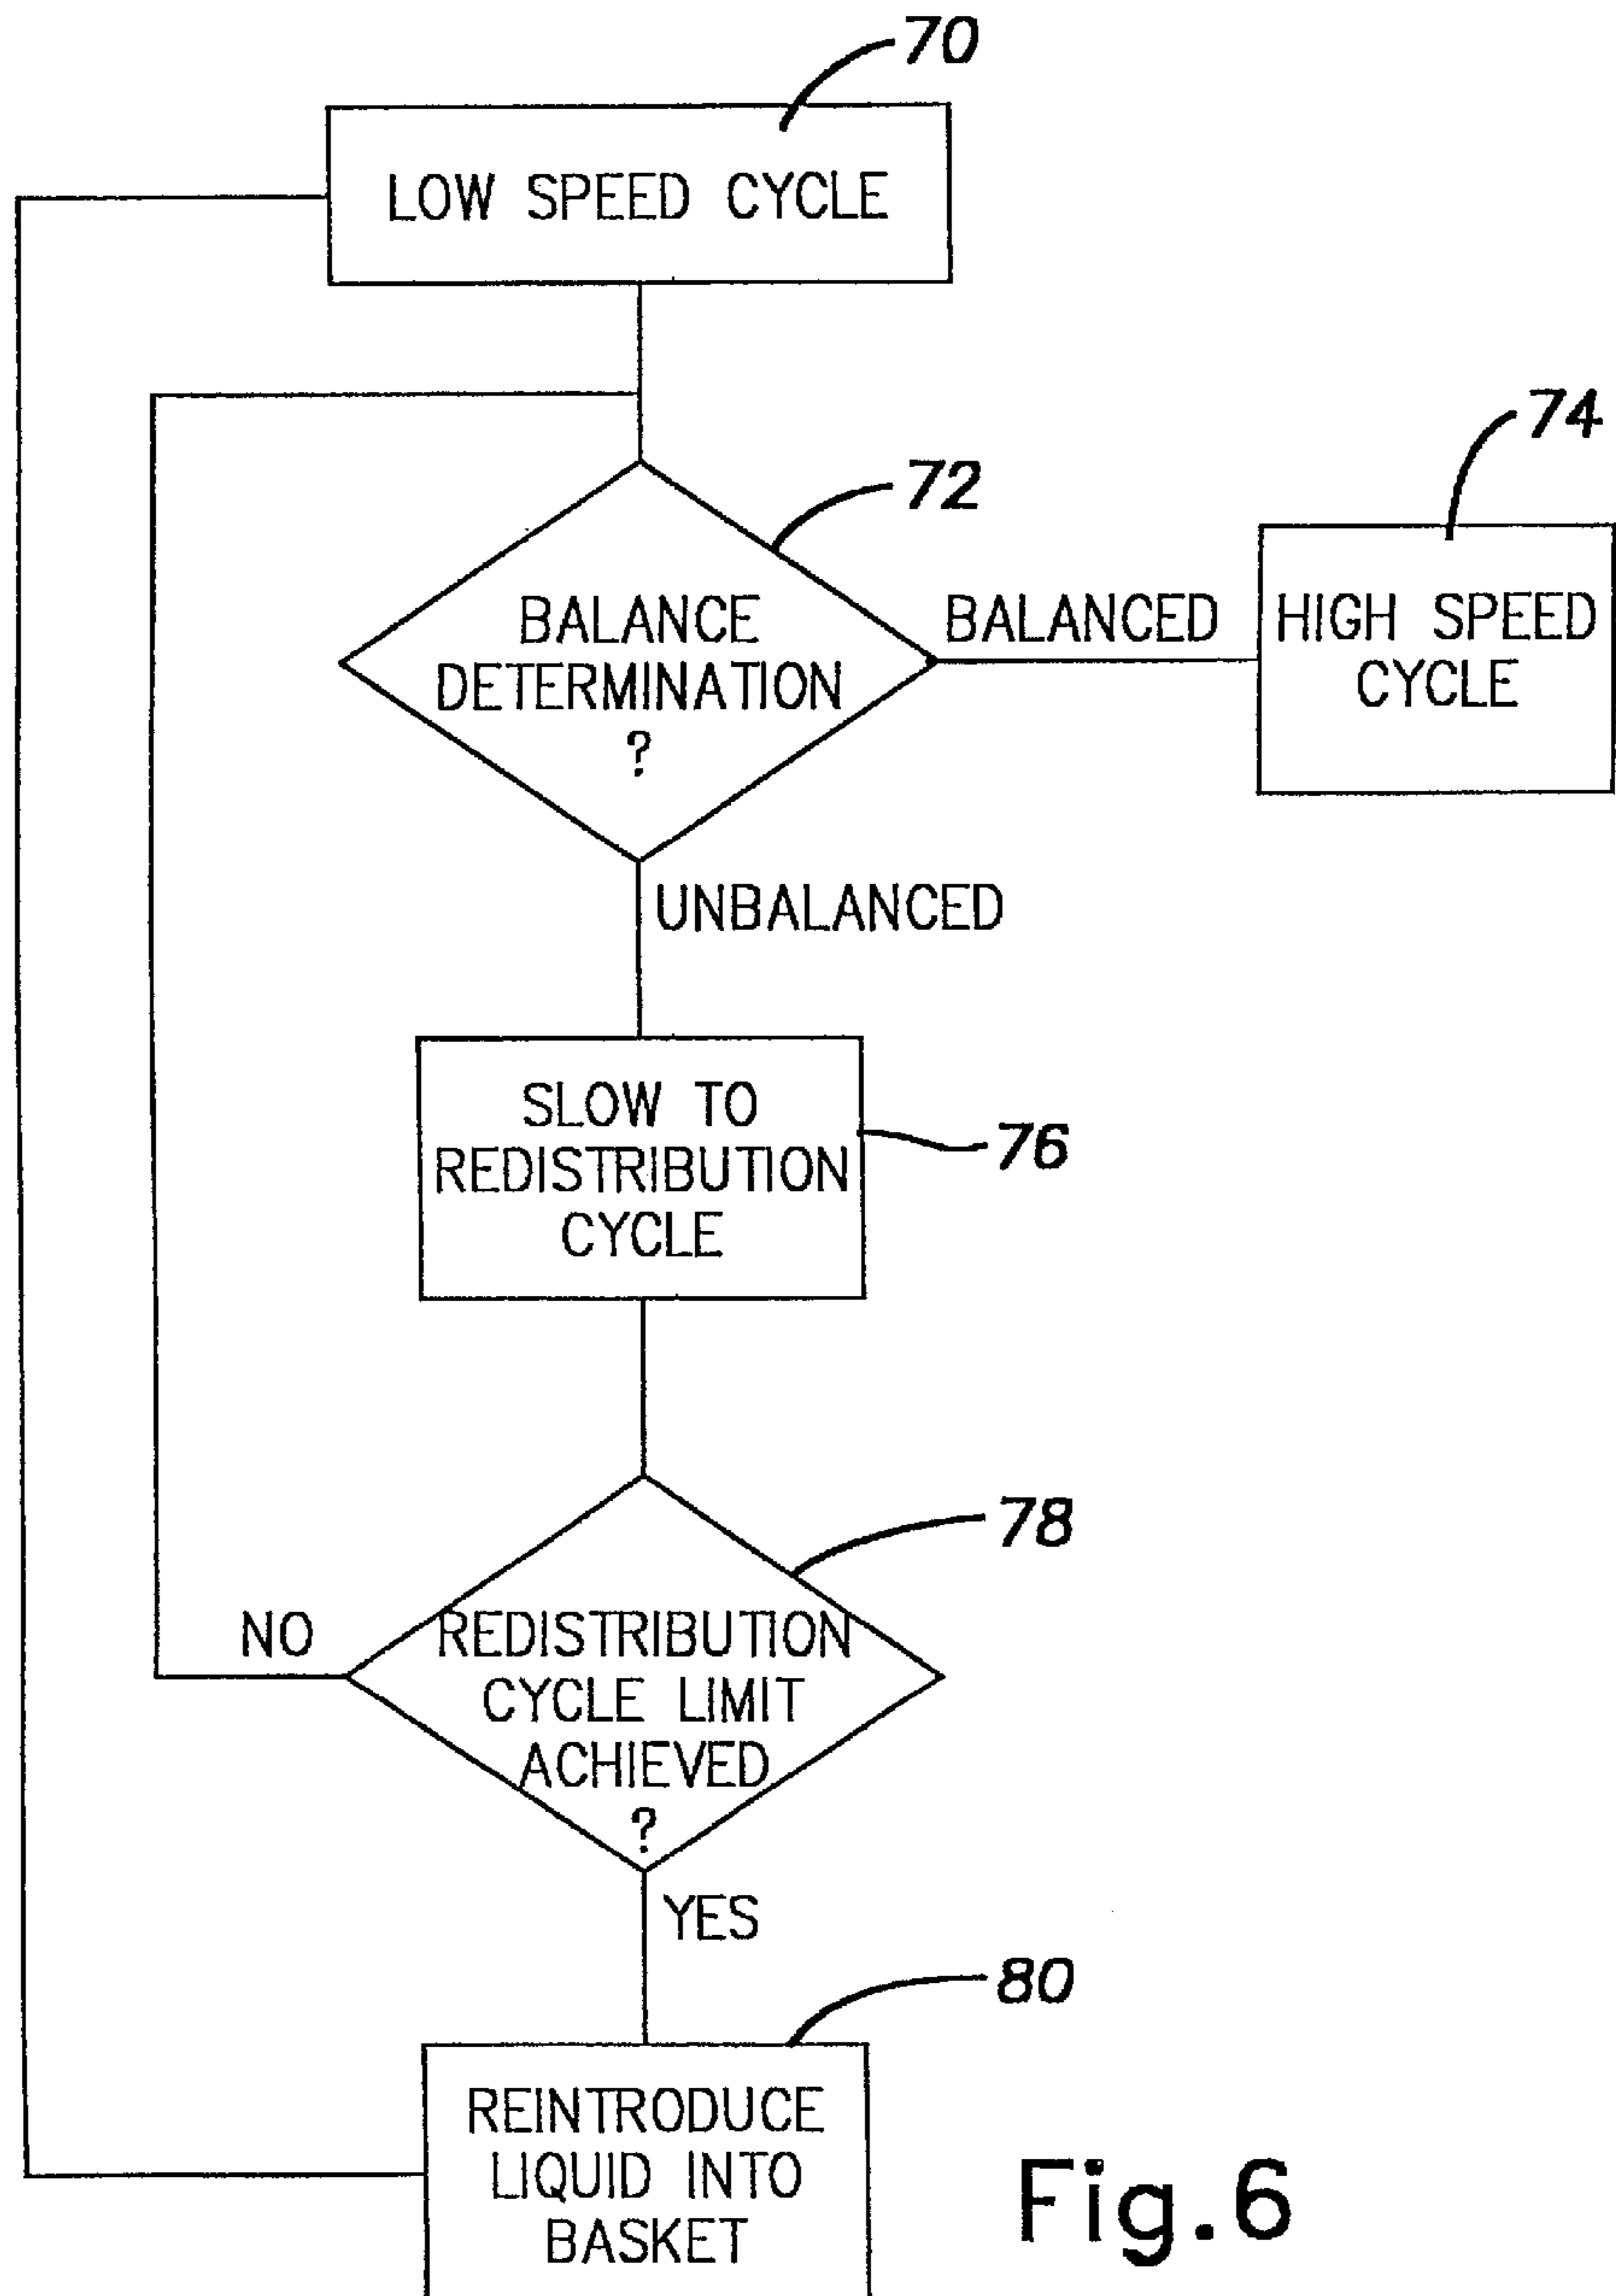 70
LOW SPEED CYCLE
74
72
BALANCE
DETERMINATION
?
BALANCED
HIGH SPEED
CYCLE
UNBALANCED
SLOW TO
REDISTRIBUTION
CYCLE
76
78
NO
REDISTRIBUTION
CYCLE LIMIT
ACHIEVED
?
YES
80
REINTRODUCE
LIQUID INTO
BASKET
Fig.6